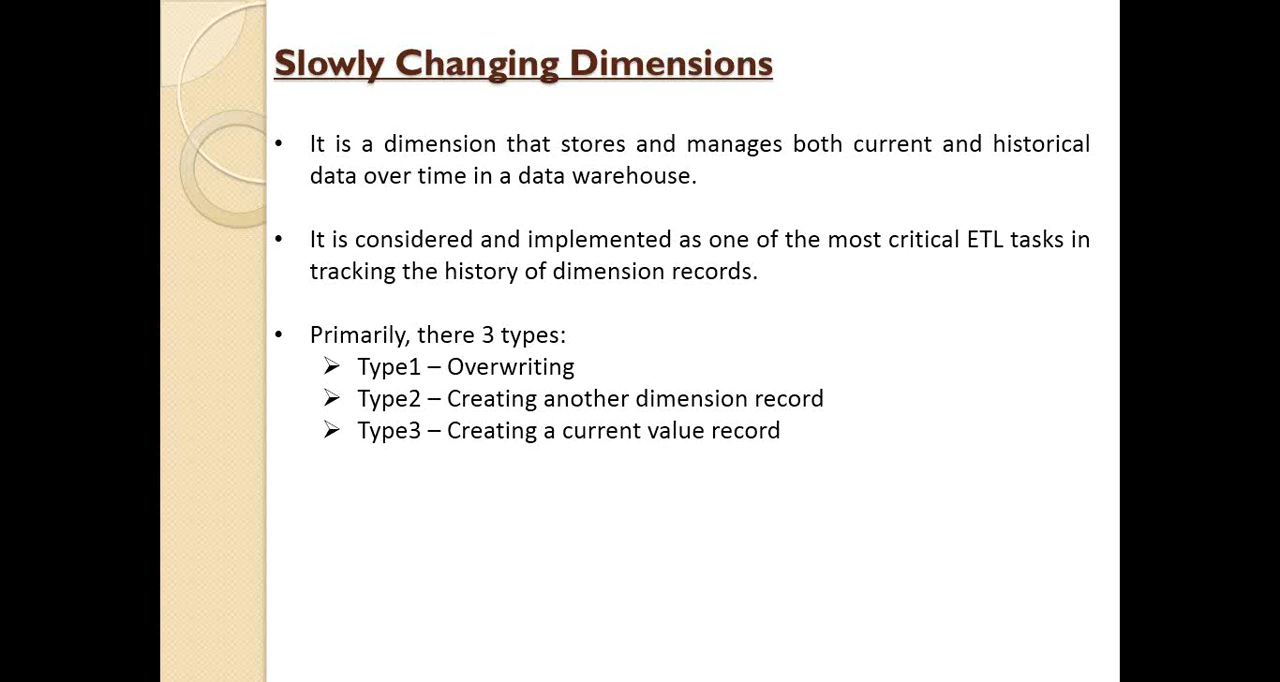 Slowly Changing Dimensions
• It is a dimension that stores and manages both current and historical
data over time in a data warehouse.
• It is considered and implemented as one of the most critical ETL tasks in
tracking the history of dimension records.
• Primarily, there 3 types:
➢ Type1 – Overwriting
➢ Type2 – Creating another dimension record
➢ Type3 – Creating a current value record